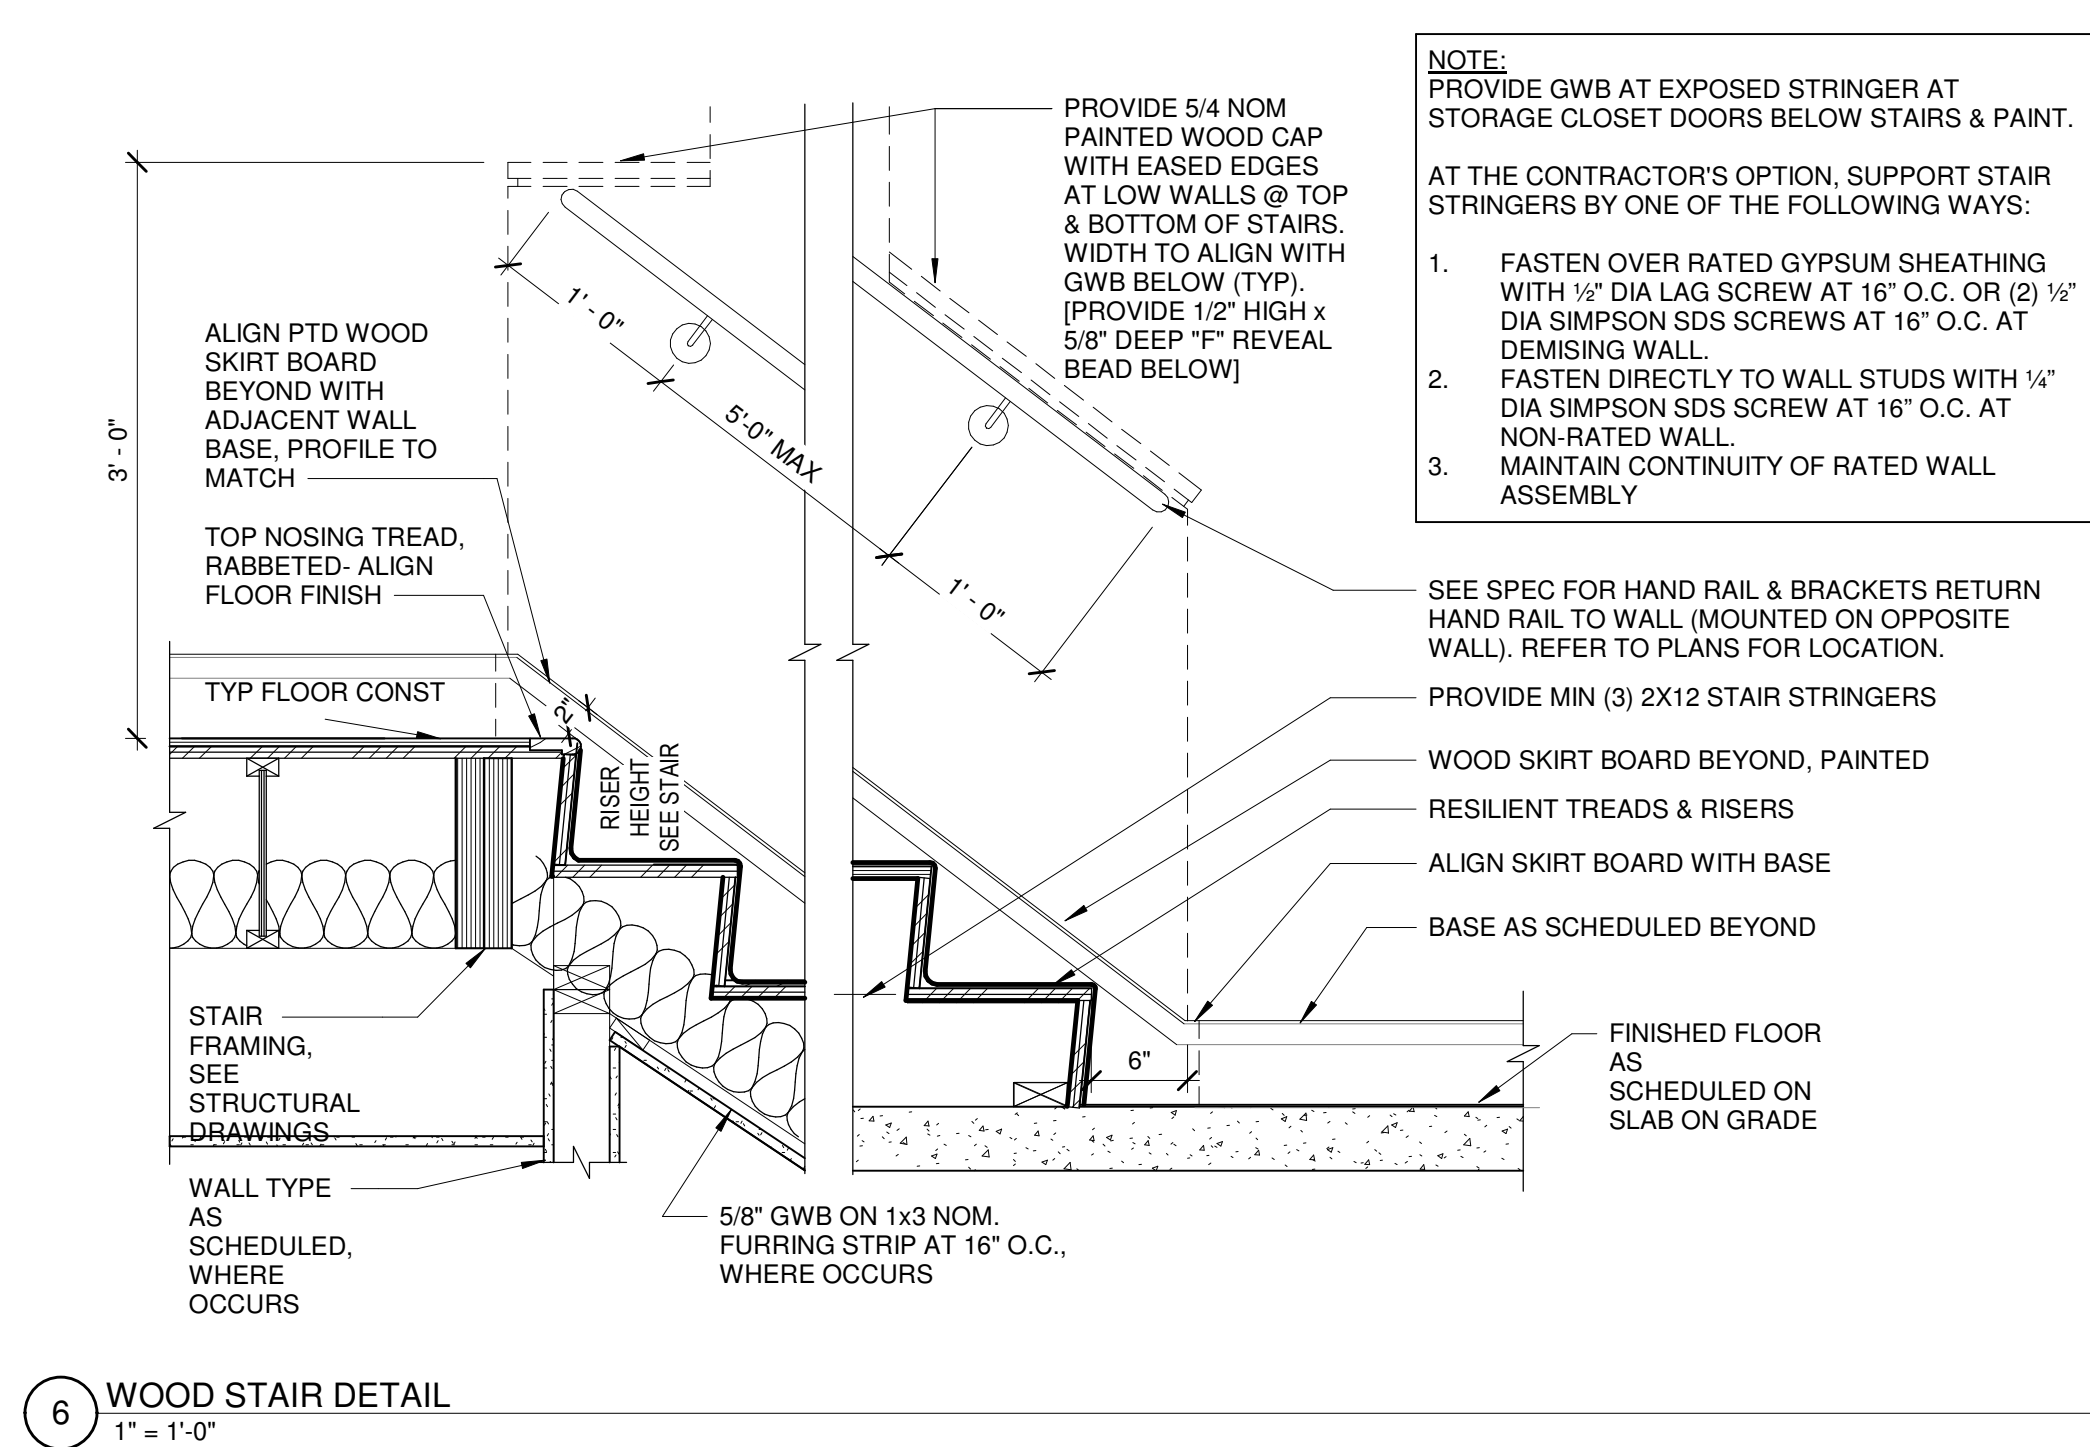 NOTE:
PROVIDE GWB AT EXPOSED STRINGER AT
STORAGE CLOSET DOORS BELOW STAIRS & PAINT.
AT THE CONTRACTOR'S OPTION, SUPPORT STAIR
STRINGERS BY ONE OF THE FOLLOWING WAYS:
1. FASTEN OVER RATED GYPSUM SHEATHING
WITH ½" DIA LAG SCREW AT 16” O.C. OR (2) ½”
DIA SIMPSON SDS SCREWS AT 16” O.C. AT
DEMISING WALL.
2. FASTEN DIRECTLY TO WALL STUDS WITH ¼”
DIA SIMPSON SDS SCREW AT 16” O.C. AT
NON-RATED WALL.
3. MAINTAIN CONTINUITY OF RATED WALL
ASSEMBLY
PROVIDE 5/4 NOM
PAINTED WOOD CAP
WITH EASED EDGES
AT LOW WALLS @ TOP
& BOTTOM OF STAIRS.
WIDTH TO ALIGN WITH
GWB BELOW (TYP).
[PROVIDE 1/2" HIGH x
5/8" DEEP "F" REVEAL
BEAD BELOW]
3' - 0"
1' - 0"
5'-0" MAX
1' - 0"
ALIGN PTD WOOD
SKIRT BOARD
BEYOND WITH
ADJACENT WALL
BASE, PROFILE TO
MATCH
TOP NOSING TREAD,
RABBETED- ALIGN
FLOOR FINISH
TYP FLOOR CONST
2"
RISER
HEIGHT
SEE STAIR
SEE SPEC FOR HAND RAIL & BRACKETS RETURN
HAND RAIL TO WALL (MOUNTED ON OPPOSITE
WALL). REFER TO PLANS FOR LOCATION.
PROVIDE MIN (3) 2X12 STAIR STRINGERS
WOOD SKIRT BOARD BEYOND, PAINTED
RESILIENT TREADS & RISERS
ALIGN SKIRT BOARD WITH BASE
BASE AS SCHEDULED BEYOND
6"
FINISHED FLOOR
AS
SCHEDULED ON
SLAB ON GRADE
STAIR
FRAMING,
SEE
STRUCTURAL
DRAWINGS
WALL TYPE
AS
SCHEDULED,
WHERE
OCCURS
5/8" GWB ON 1x3 NOM.
FURRING STRIP AT 16" O.C.,
WHERE OCCURS
6
WOOD STAIR DETAIL
1" = 1'-0"